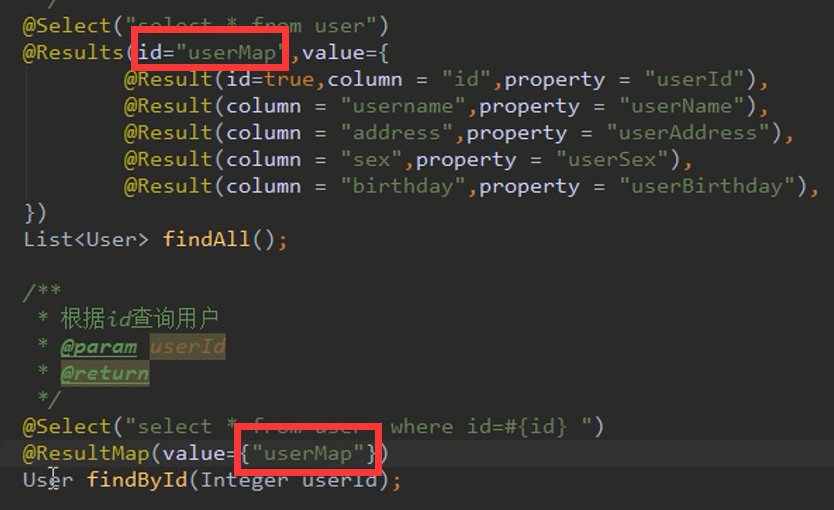 */
@Select("select * from user")
@Results(id="userMap",value={
@Result(id=true,column = "id",property = "userId"),
@Result(column = "username",property = "userName"),
@Result(column = "address",property = "userAddress"),
@Result(column = "sex",property = "userSex"),
@Result(column = "birthday",property = "userBirthday"),
})
List<User> findAll();
/**
* 根据id查询用户
* @param userId
* @return
*/
@Select("select * from user where id=#{id} ")
@ResultMap(value={"userMap"})
User findById(Integer userId);